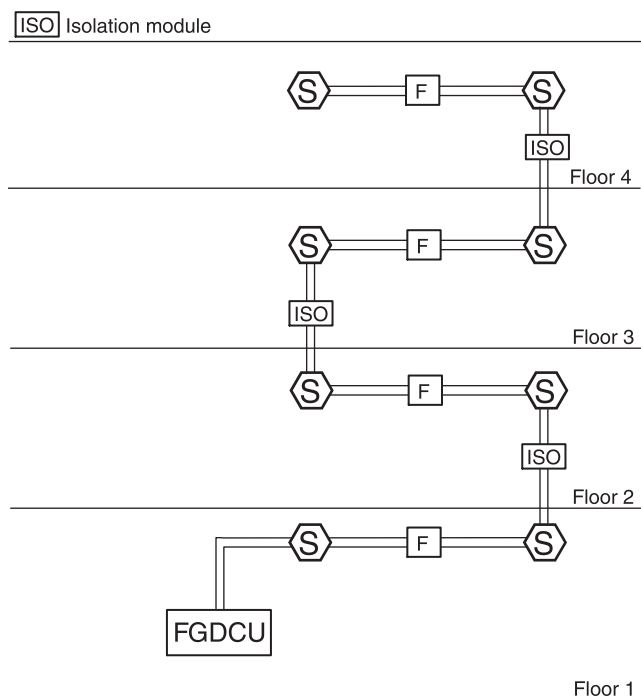 ISO Isolation module
S F S
ISO
Floor 4
S F S
ISO
Floor 3
S F S
ISO
Floor 2
S F S
FGDCU
Floor 1